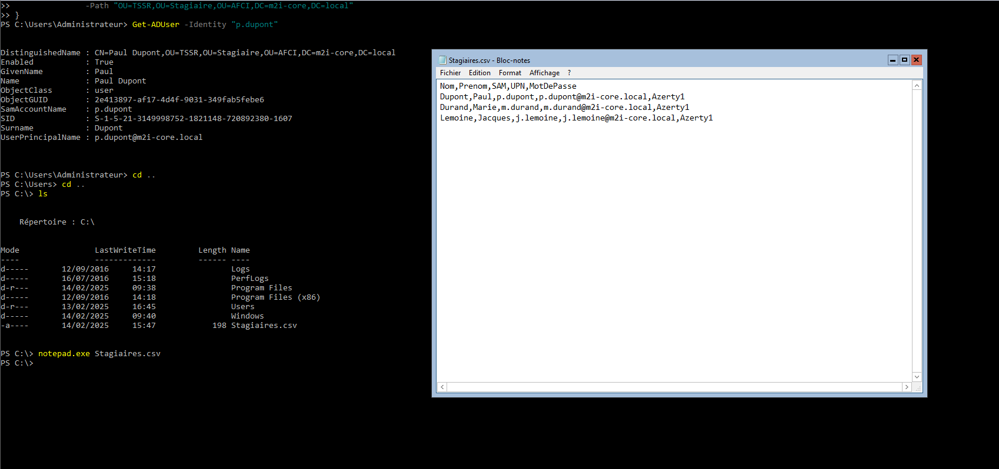 >>                -Path "OU=TSSR,OU=Stagiaire,OU=AFCI,DC=m2i-core,DC=local"
>> }
PS C:\Users\Administrateur> Get-ADUser -Identity "p.dupont"
DistinguishedName : CN=Paul Dupont,OU=TSSR,OU=Stagiaire,OU=AFCI,DC=m2i-core,DC=local
Enabled           : True
GivenName         : Paul
Name              : Paul Dupont
ObjectClass       : user
ObjectGUID        : 2e413897-af17-4d4f-9031-349fab5febe6
SamAccountName    : p.dupont
SID               : S-1-5-21-3149998752-1821148-720892380-1607
Surname           : Dupont
UserPrincipalName : p.dupont@m2i-core.local
PS C:\Users\Administrateur> cd ..
PS C:\Users> cd ..
PS C:\> ls
    Répertoire : C:\
Mode                LastWriteTime         Length Name
----                -------------         ------ ----
d-----       12/09/2016     14:17                Logs
d-----       16/07/2016     15:18                PerfLogs
d-r---       14/02/2025     09:38                Program Files
d-----       12/09/2016     14:18                Program Files (x86)
d-r---       13/02/2025     16:45                Users
d-----       14/02/2025     09:40                Windows
-a----       14/02/2025     15:47            198 Stagiaires.csv
PS C:\> notepad.exe Stagiaires.csv
PS C:\>
Stagiaires.csv - Bloc-notes
Fichier Edition Format Affichage ?
Nom,Prenom,SAM,UPN,MotDePasse
Dupont,Paul,p.dupont,p.dupont@m2i-core.local,Azerty1
Durand,Marie,m.durand,m.durand@m2i-core.local,Azerty1
Lemoine,Jacques,j.lemoine,j.lemoine@m2i-core.local,Azerty1